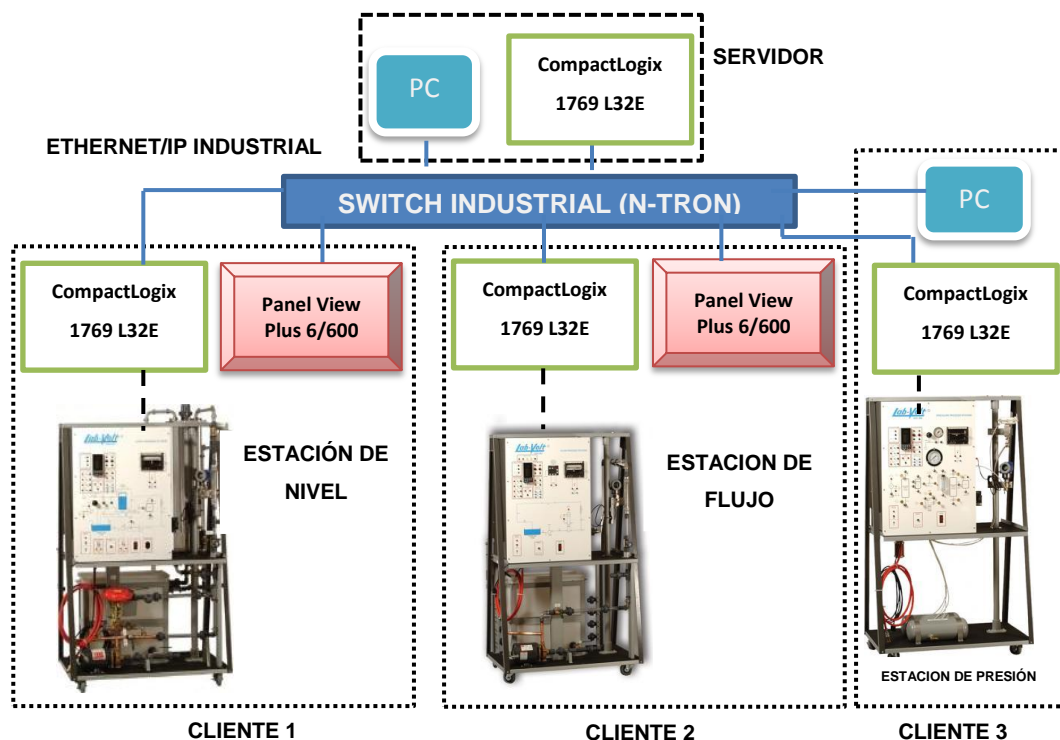 SERVIDOR
PC
CompactLogix
1769 L32E
ETHERNET/IP INDUSTRIAL
SWITCH INDUSTRIAL (N-TRON)
PC
CompactLogix
1769 L32E
Panel View
Plus 6/600
CompactLogix
1769 L32E
Panel View
Plus 6/600
CompactLogix
1769 L32E
Lab-Volt
ESTACIÓN DE
NIVEL
Lab-Volt
ESTACION DE
FLUJO
Lab-Volt
ESTACION DE PRESIÓN
CLIENTE 1
CLIENTE 2
CLIENTE 3